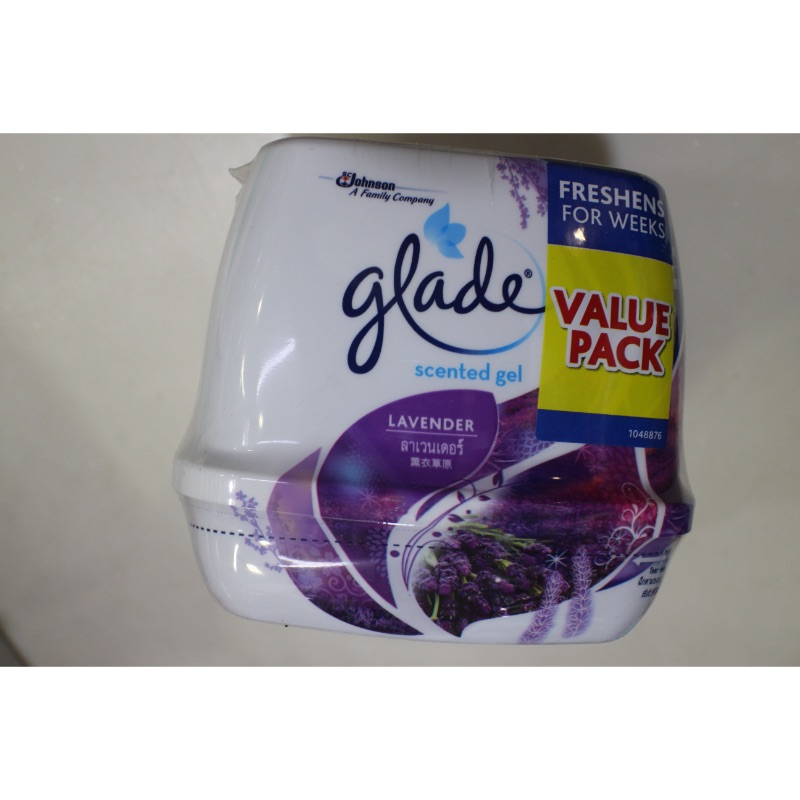 SC Johnson
A Family Company
glade®
scented gel
LAVENDER
ลาเวนเดอร์
薰衣草原
FRESHENS
FOR WEEKS
VALUE
PACK
1048876